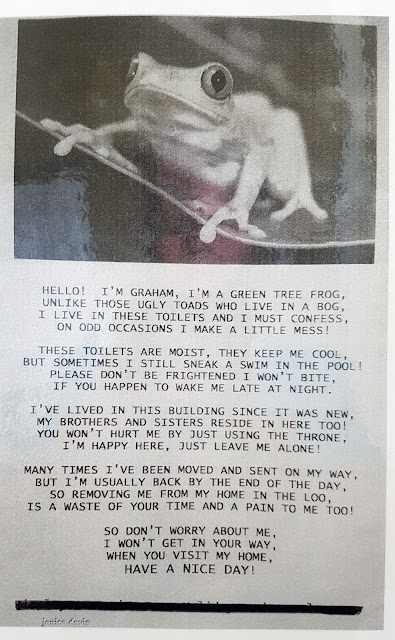 HELLO! I'M GRAHAM, I'M A GREEN TREE FROG,
UNLIKE THOSE UGLY TOADS WHO LIVE IN A BOG,
I LIVE IN THESE TOILETS AND I MUST CONFESS,
ON ODD OCCASIONS I MAKE A LITTLE MESS!
THESE TOILETS ARE MOIST, THEY KEEP ME COOL,
BUT SOMETIMES I STILL SNEAK A SWIM IN THE POOL!
PLEASE DON'T BE FRIGHTENED I WON'T BITE,
IF YOU HAPPEN TO WAKE ME LATE AT NIGHT.
I'VE LIVED IN THIS BUILDING SINCE IT WAS NEW,
MY BROTHERS AND SISTERS RESIDE IN HERE TOO!
YOU WON'T HURT ME BY JUST USING THE THRONE,
I'M HAPPY HERE, JUST LEAVE ME ALONE!
MANY TIMES I'VE BEEN MOVED AND SENT ON MY WAY,
BUT I'M USUALLY BACK BY THE END OF THE DAY,
SO REMOVING ME FROM MY HOME IN THE LOO,
IS A WASTE OF YOUR TIME AND A PAIN TO ME TOO!
SO DON'T WORRY ABOUT ME,
I WON'T GET IN YOUR WAY,
WHEN YOU VISIT MY HOME,
HAVE A NICE DAY!
janice davis